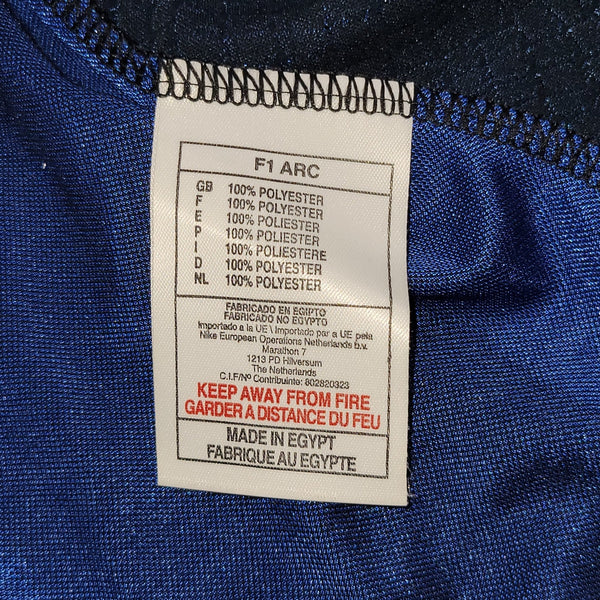 F1 ARC
GB 100% POLYESTER
F 100% POLYESTER
E 100% POLIESTER
P 100% POLIESTER
I 100% POLIESTERE
D 100% POLYESTER
NL 100% POLYESTER
FABRICADO EN EGIPTO
FABRICADO NO EGYPTO
Importado a la UE \ Importado par a UE pela
Nike European Operations Netherlands b.v.
Marathon 7
1213 PD Hilversum
The Netherlands
C.I.F/Nº Contribuinte: 802820323
KEEP AWAY FROM FIRE
GARDER A DISTANCE DU FEU
MADE IN EGYPT
FABRIQUE AU EGYPTE